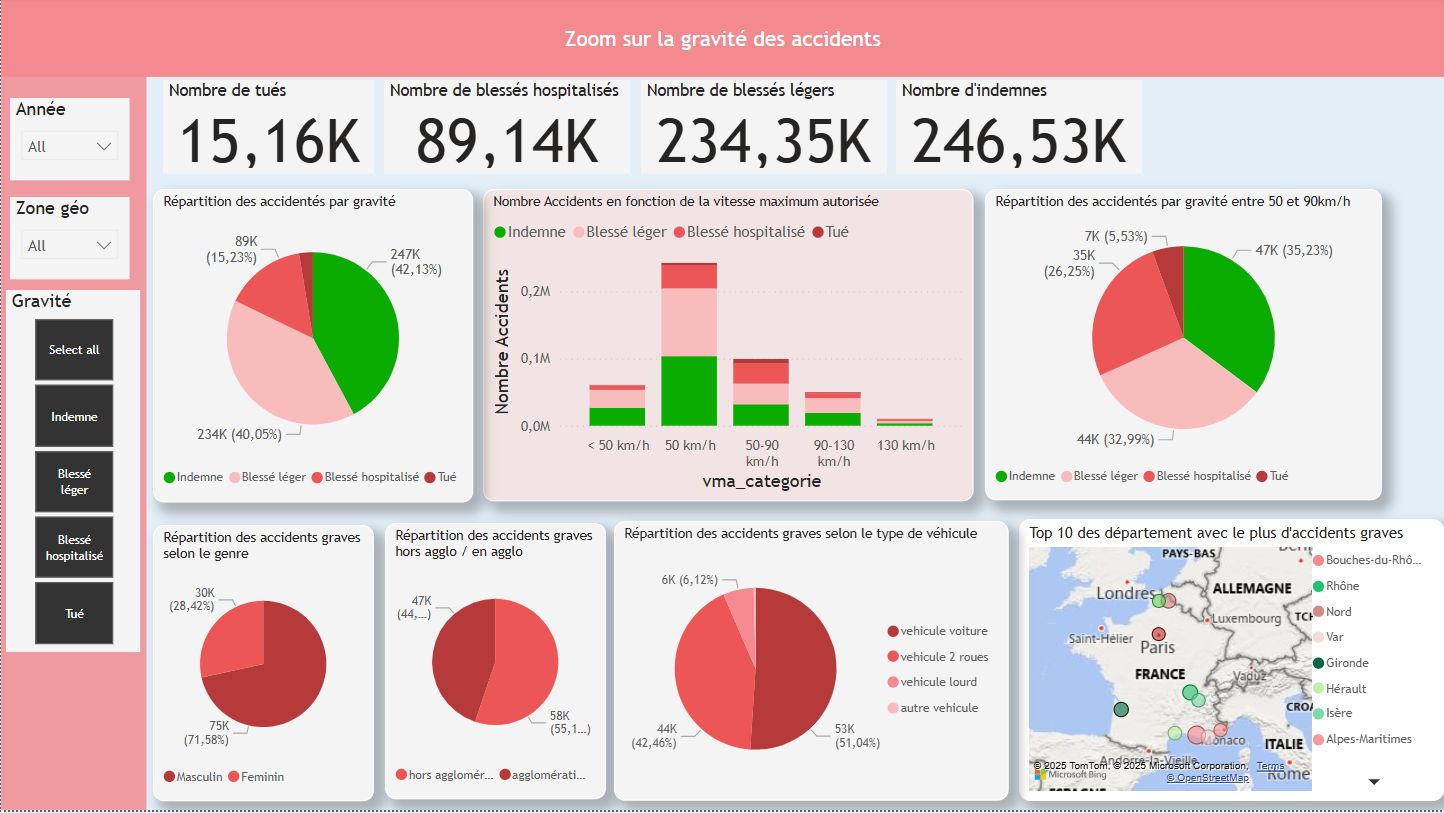 Zoom sur la gravité des accidents
Année
All
Zone géo
All
Gravité
Select all
Indemne
Blessé
léger
Blessé
hospitalisé
Tué
Nombre de tués
15,16K
Nombre de blessés hospitalisés
89,14K
Nombre de blessés légers
234,35K
Nombre d'indemnes
246,53K
Répartition des accidentés par gravité
89K
(15,23%)
247K
(42,13%)
234K (40,05%)
Indemne Blessé léger Blessé hospitalisé Tué
Nombre Accidents en fonction de la vitesse maximum autorisée
Indemne Blessé léger Blessé hospitalisé Tué
Nombre Accidents
0,2M
0,1M
0,0M
< 50 km/h
50 km/h
50-90
km/h
90-130
km/h
130 km/h
vma_categorie
Répartition des accidentés par gravité entre 50 et 90km/h
7K (5,53%)
35K
(26,25%)
47K (35,23%)
44K (32,99%)
Indemne Blessé léger Blessé hospitalisé Tué
Répartition des accidents graves
selon le genre
30K
(28,42%)
75K
(71,58%)
Masculin Feminin
Répartition des accidents graves
hors agglo / en agglo
47K
(44,...)
58K
(55,1...)
hors agglomér... agglomérati...
Répartition des accidents graves selon le type de véhicule
6K (6,12%)
44K
(42,46%)
53K
(51,04%)
vehicule voiture
vehicule 2 roues
vehicule lourd
autre vehicule
Top 10 des département avec le plus d'accidents graves
PAYS-BAS
Londres
ALLEMAGNE
Luxembourg
Saint-Hélier
Paris
FRANCE
Vaduz
Monaco
ITALIE
Andorre-la-Vieille
Rome
© 2025 TomTom, © 2025 Microsoft Corporation, Terms
Microsoft Bing
© OpenStreetMap
Bouches-du-Rhô...
Rhône
Nord
Var
Gironde
Hérault
Isère
Alpes-Maritimes